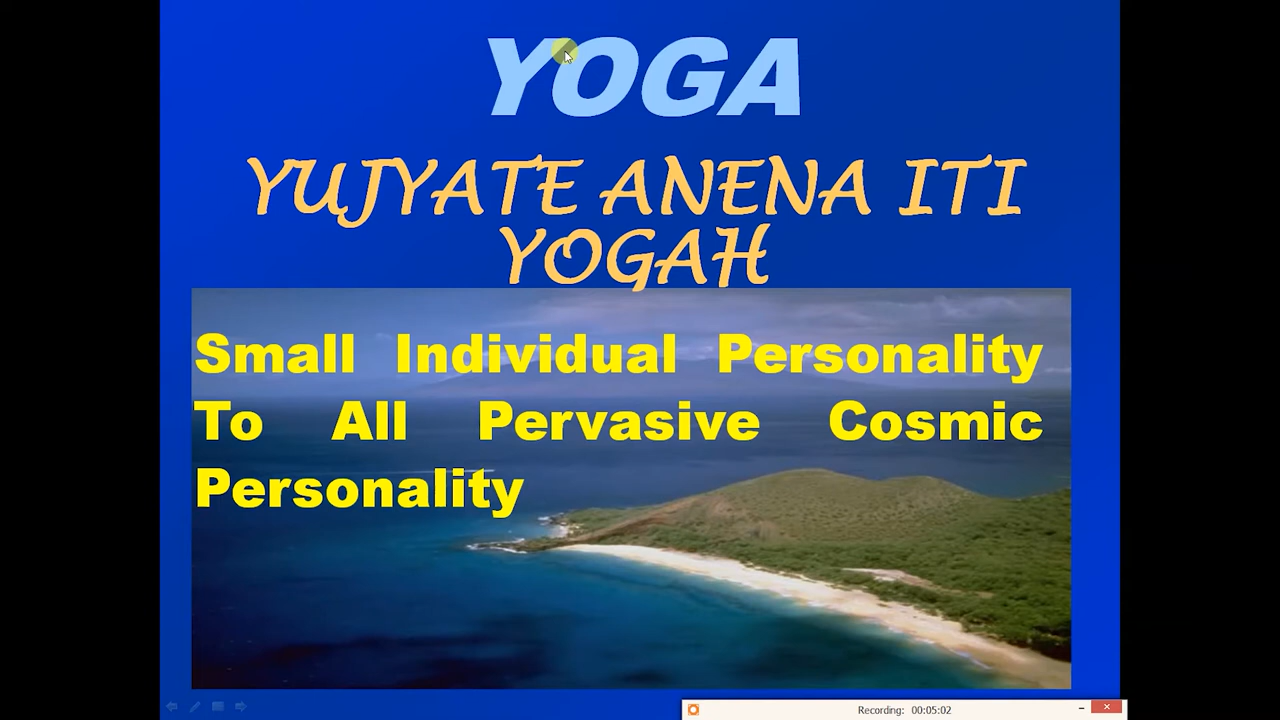 YOGA
YUJYATE ANENA ITI
YOGAH
Small Individual Personality
To All Pervasive Cosmic
Personality
Recording: 00:05:02